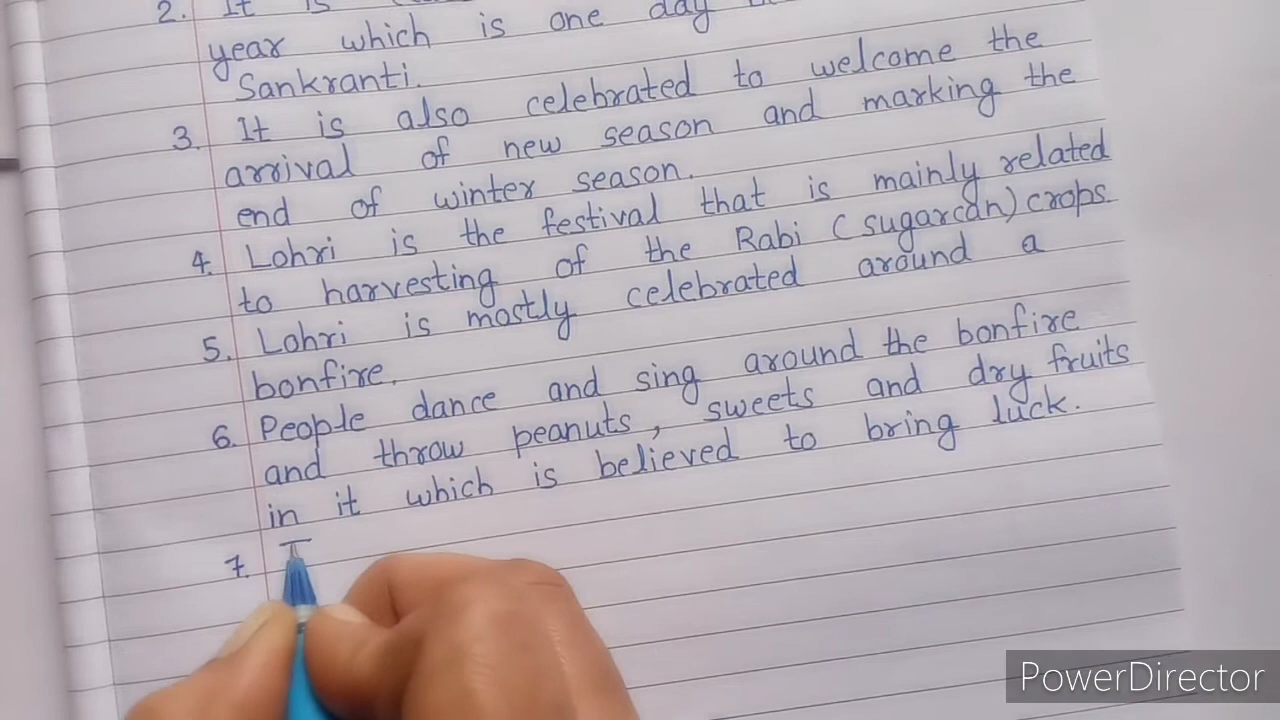 2. It is
year which is one day
Sankranti.
3. It is also celebrated to welcome the
arrival of new season and marking the
end of winter season.
4. Lohri is the festival that is mainly related
to harvesting of the Rabi (sugarcan) crops.
5. Lohri is mostly celebrated around a
bonfire.
6. People dance and sing around the bonfire
and throw peanuts, sweets and dry fruits
in it which is believed to bring luck.
7.
PowerDirector